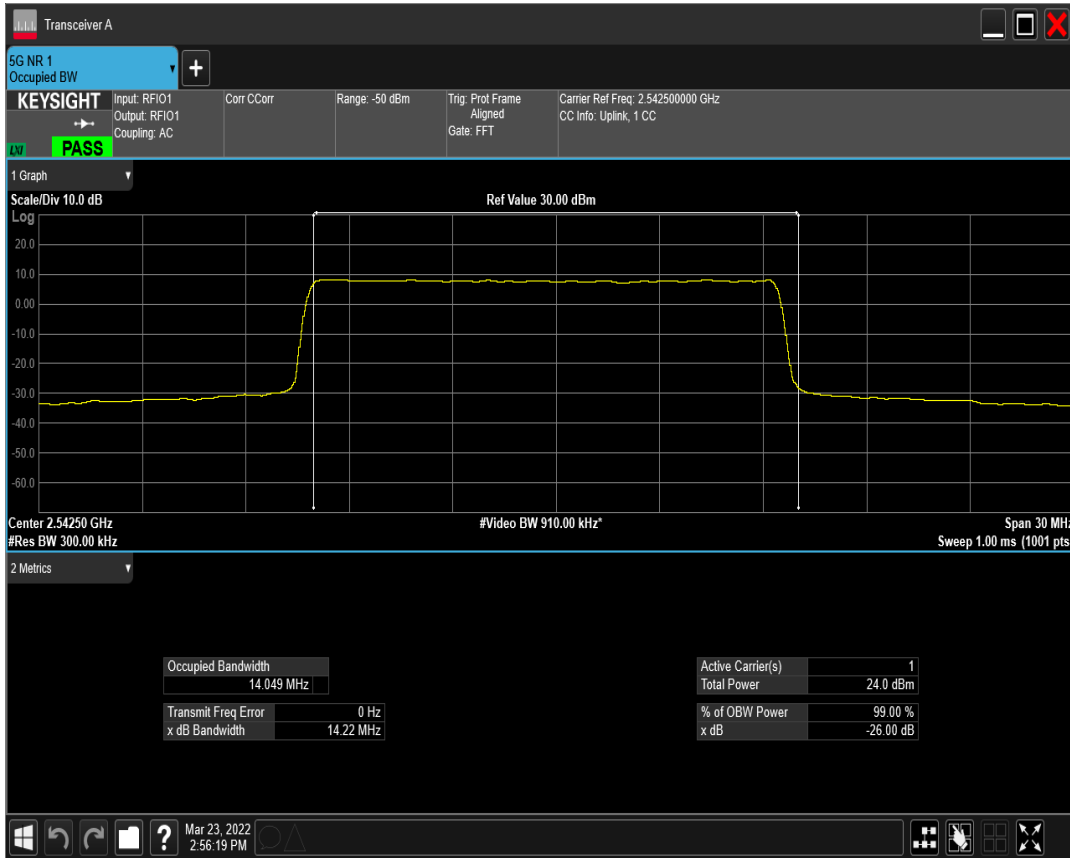 Transceiver A
5G NR 1
Occupied BW
KEYSIGHT
LXI
PASS
Input: RFIO1
Output: RFIO1
Coupling: AC
Corr CCorr
Range: -50 dBm
Trig: Prot Frame
Aligned
Gate: FFT
Carrier Ref Freq: 2.542500000 GHz
CC Info: Uplink, 1 CC
1 Graph
Scale/Div 10.0 dB
Ref Value 30.00 dBm
Log
20.0
10.0
0.00
-10.0
-20.0
-30.0
-40.0
-50.0
-60.0
Center 2.54250 GHz
#Video BW 910.00 kHz*
Span 30 MHz
#Res BW 300.00 kHz
Sweep 1.00 ms (1001 pts
2 Metrics
Occupied Bandwidth
14.049 MHz
Transmit Freq Error 0 Hz
x dB Bandwidth 14.22 MHz
Active Carrier(s) 1
Total Power 24.0 dBm
% of OBW Power 99.00 %
x dB -26.00 dB
?
Mar 23, 2022
2:56:19 PM